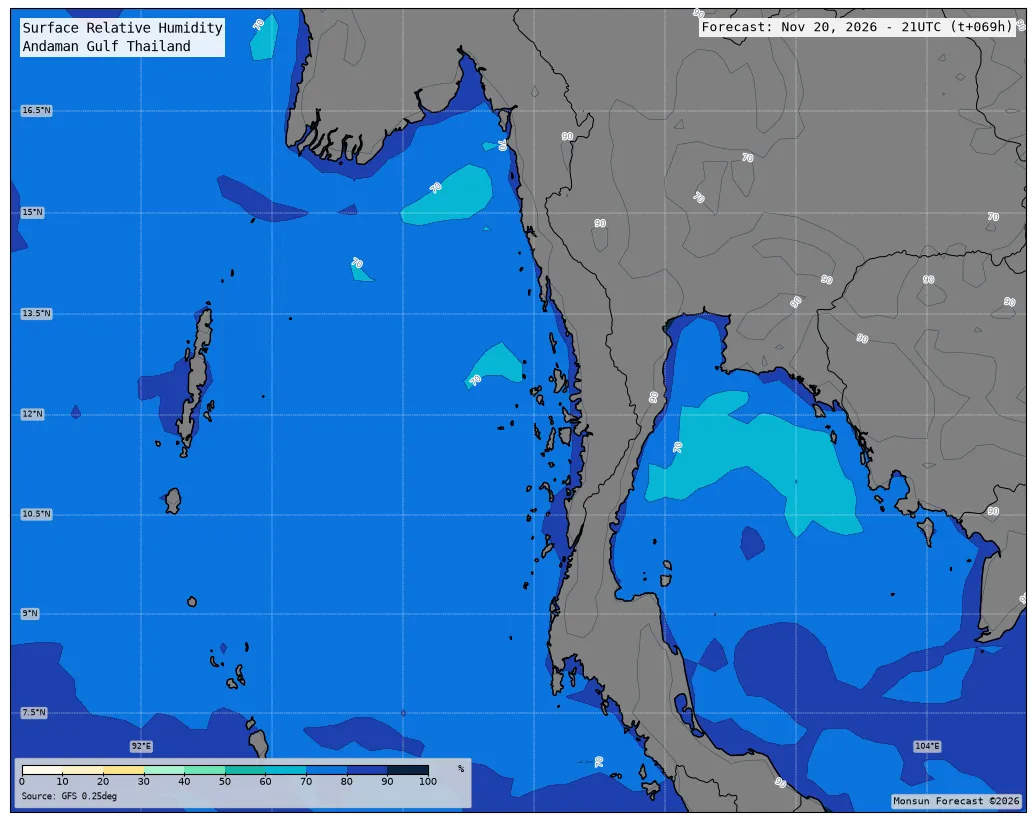 Surface Relative Humidity
Andaman Gulf Thailand
Forecast: Nov 20, 2026 - 21UTC (t+069h)
70
90
90
16.5°N
90
70
70
70
70
15°N
70
90
70
90
90
13.5°N
90
90
90
70
90
12°N
70
10.5°N
90
9°N
7.5°N
92°E
104°E
70
90
%
0 10 20 30 40 50 60 70 80 90 100
Source: GFS 0.25deg
Monsun Forecast ©2026